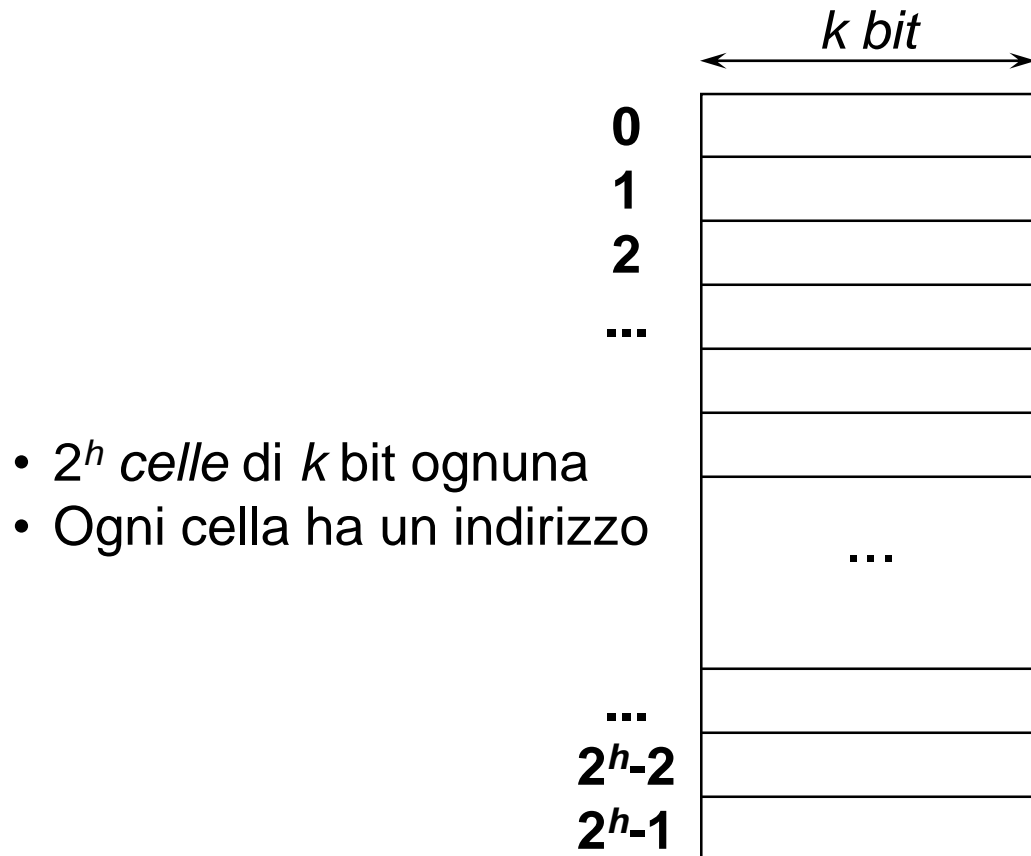 k bit
0
1
2
...
• 2ʰ celle di k bit ognuna
• Ogni cella ha un indirizzo
...
...
2ʰ-2
2ʰ-1